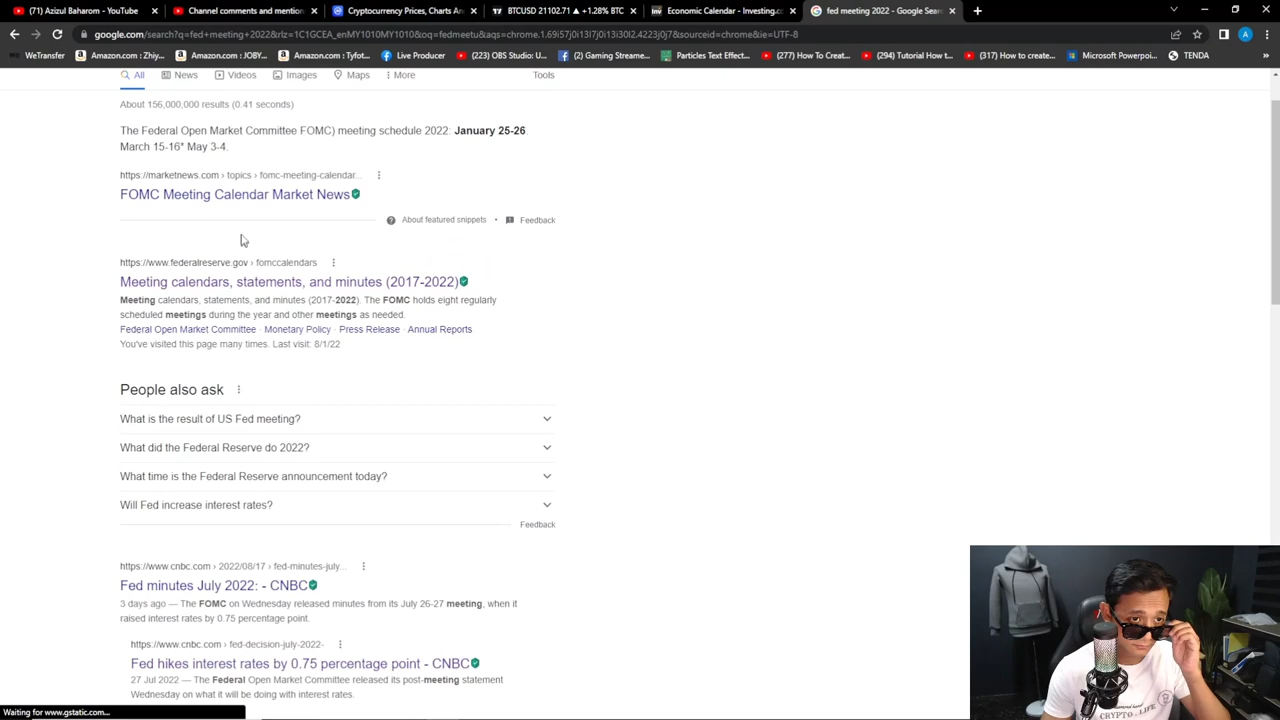 (71) Azizul Baharom - YouTube
Channel comments and mention
Cryptocurrency Prices, Charts An
BTCUSD 21102.71 ▲ +1.28% BTC
Economic Calendar - Investing.co
fed meeting 2022 - Google Sear
google.com/search?q=fed+meeting+2022&rlz=1C1GCEA_enMY1010MY1010&oq=fedmeetu&aqs=chrome.1.69i57j0i13l7j0i13i30l2.4223j0j7&sourceid=chrome&ie=UTF-8
WeTransfer
Amazon.com : Zhiy...
Amazon.com: JOBY...
Amazon.com : Tyfot...
Live Producer
(223) OBS Studio: U...
(2) Gaming Streame...
Particles Text Effect...
(277) How To Creat...
(294) Tutorial How t...
(317) How to create...
Microsoft Powerpoi...
TENDA
All
News
Videos
Images
Maps
More
Tools
About 156,000,000 results (0.41 seconds)
The Federal Open Market Committee FOMC) meeting schedule 2022: January 25-26.
March 15-16* May 3-4.
https://marketnews.com › topics › fomc-meeting-calendar...
FOMC Meeting Calendar Market News
About featured snippets • Feedback
https://www.federalreserve.gov › fomccalendars
Meeting calendars, statements, and minutes (2017-2022)
Meeting calendars, statements, and minutes (2017-2022). The FOMC holds eight regularly
scheduled meetings during the year and other meetings as needed.
Federal Open Market Committee · Monetary Policy · Press Release · Annual Reports
You've visited this page many times. Last visit: 8/1/22
People also ask
What is the result of US Fed meeting?
What did the Federal Reserve do 2022?
What time is the Federal Reserve announcement today?
Will Fed increase interest rates?
Feedback
https://www.cnbc.com › 2022/08/17 › fed-minutes-july...
Fed minutes July 2022: - CNBC
3 days ago — The FOMC on Wednesday released minutes from its July 26-27 meeting, when it
raised interest rates by 0.75 percentage point.
https://www.cnbc.com › fed-decision-july-2022-
Fed hikes interest rates by 0.75 percentage point - CNBC
27 Jul 2022 — The Federal Open Market Committee released its post-meeting statement
Wednesday on what it will be doing with interest rates.
Waiting for www.gstatic.com...
CRYPTO LIFE